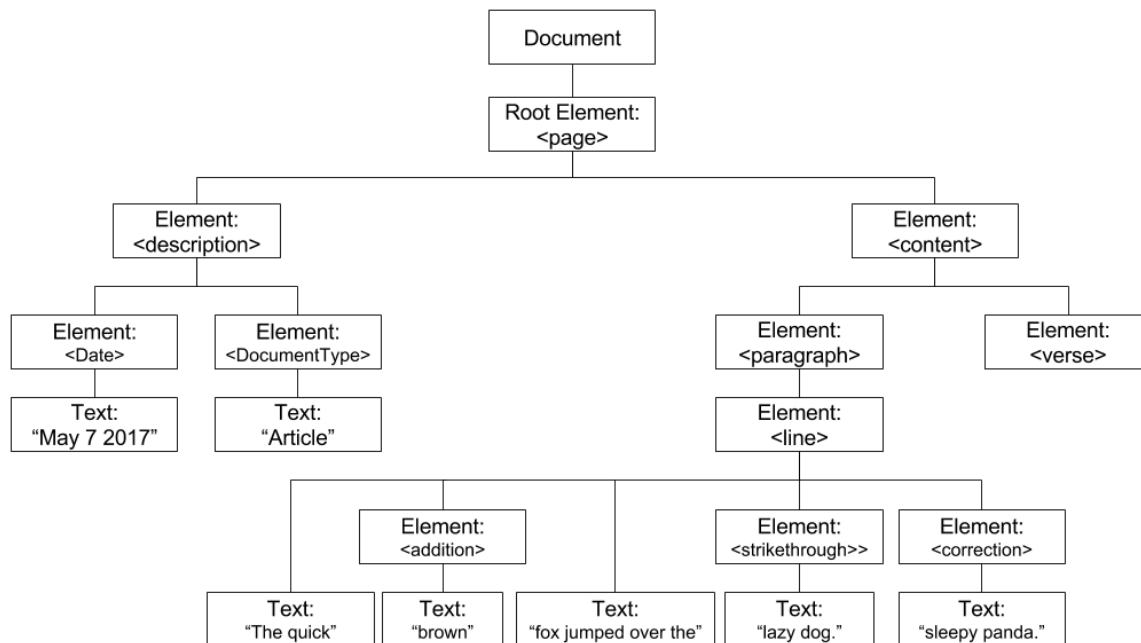 Document
Root Element:
<page>
Element:
<description>
Element:
<content>
Element:
<Date>
Element:
<DocumentType>
Element:
<paragraph>
Element:
<verse>
Text:
“May 7 2017”
Text:
“Article”
Element:
<line>
Element:
<addition>
Element:
<strikethrough>>
Element:
<correction>
Text:
“The quick”
Text:
“brown”
Text:
“fox jumped over the”
Text:
“lazy dog.”
Text:
“sleepy panda.”